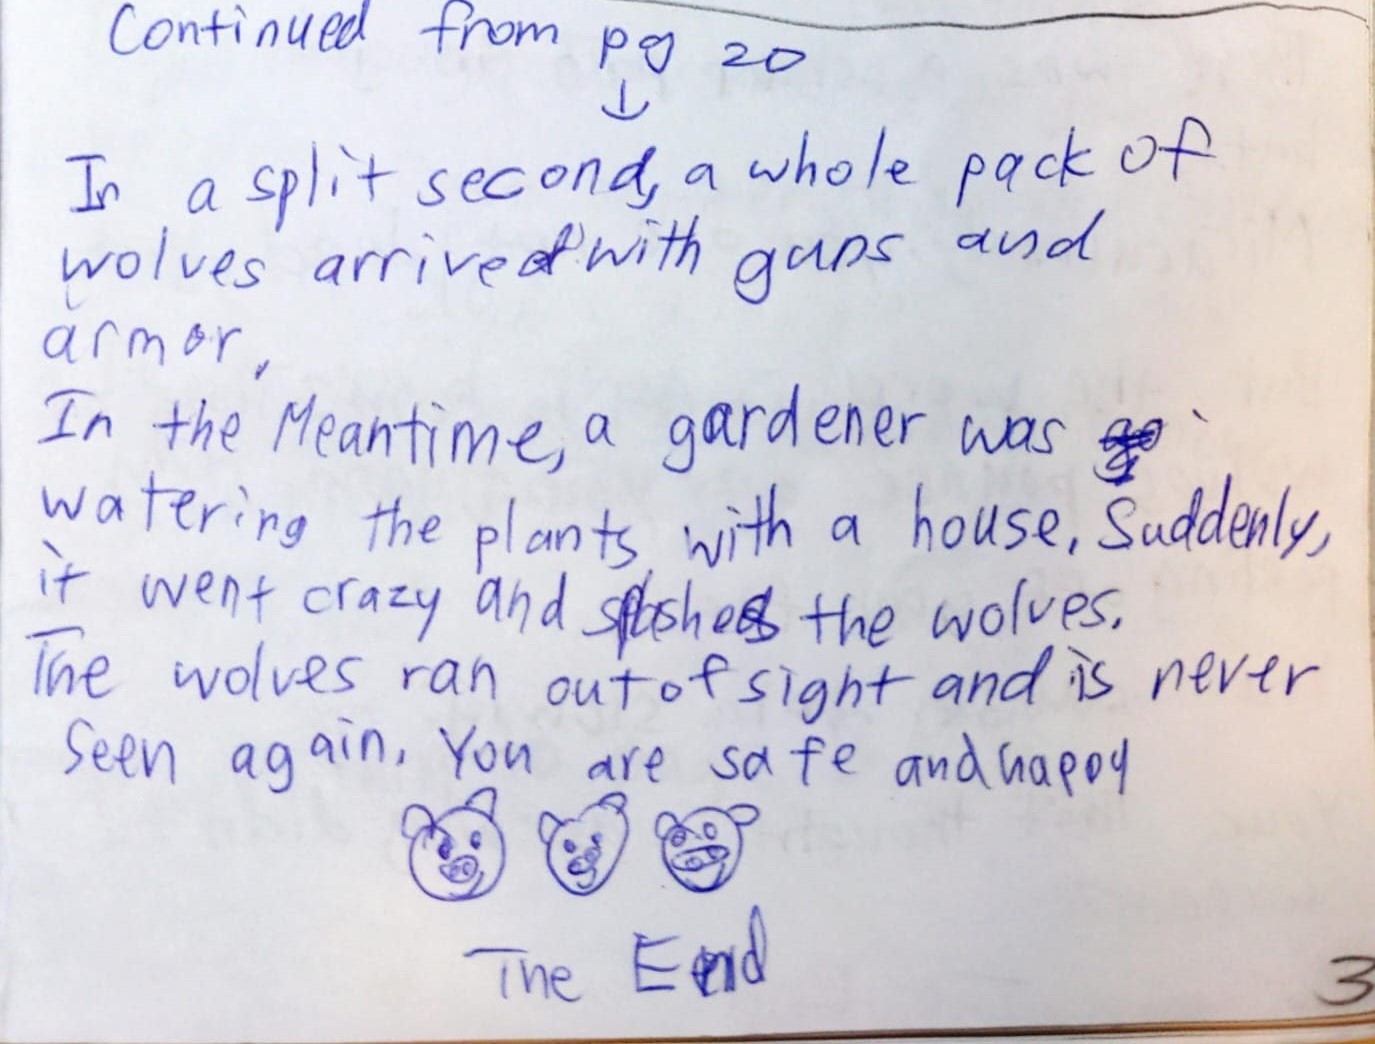 Continued from pg 20
↓
In a split second, a whole pack of
wolves arrived with guns and
armor.
In the Meantime, a gardener was
watering the plants with a house. Suddenly,
it went crazy and splashes the wolves.
The wolves ran out of sight and is never
seen again. You are safe and happy
The End
3